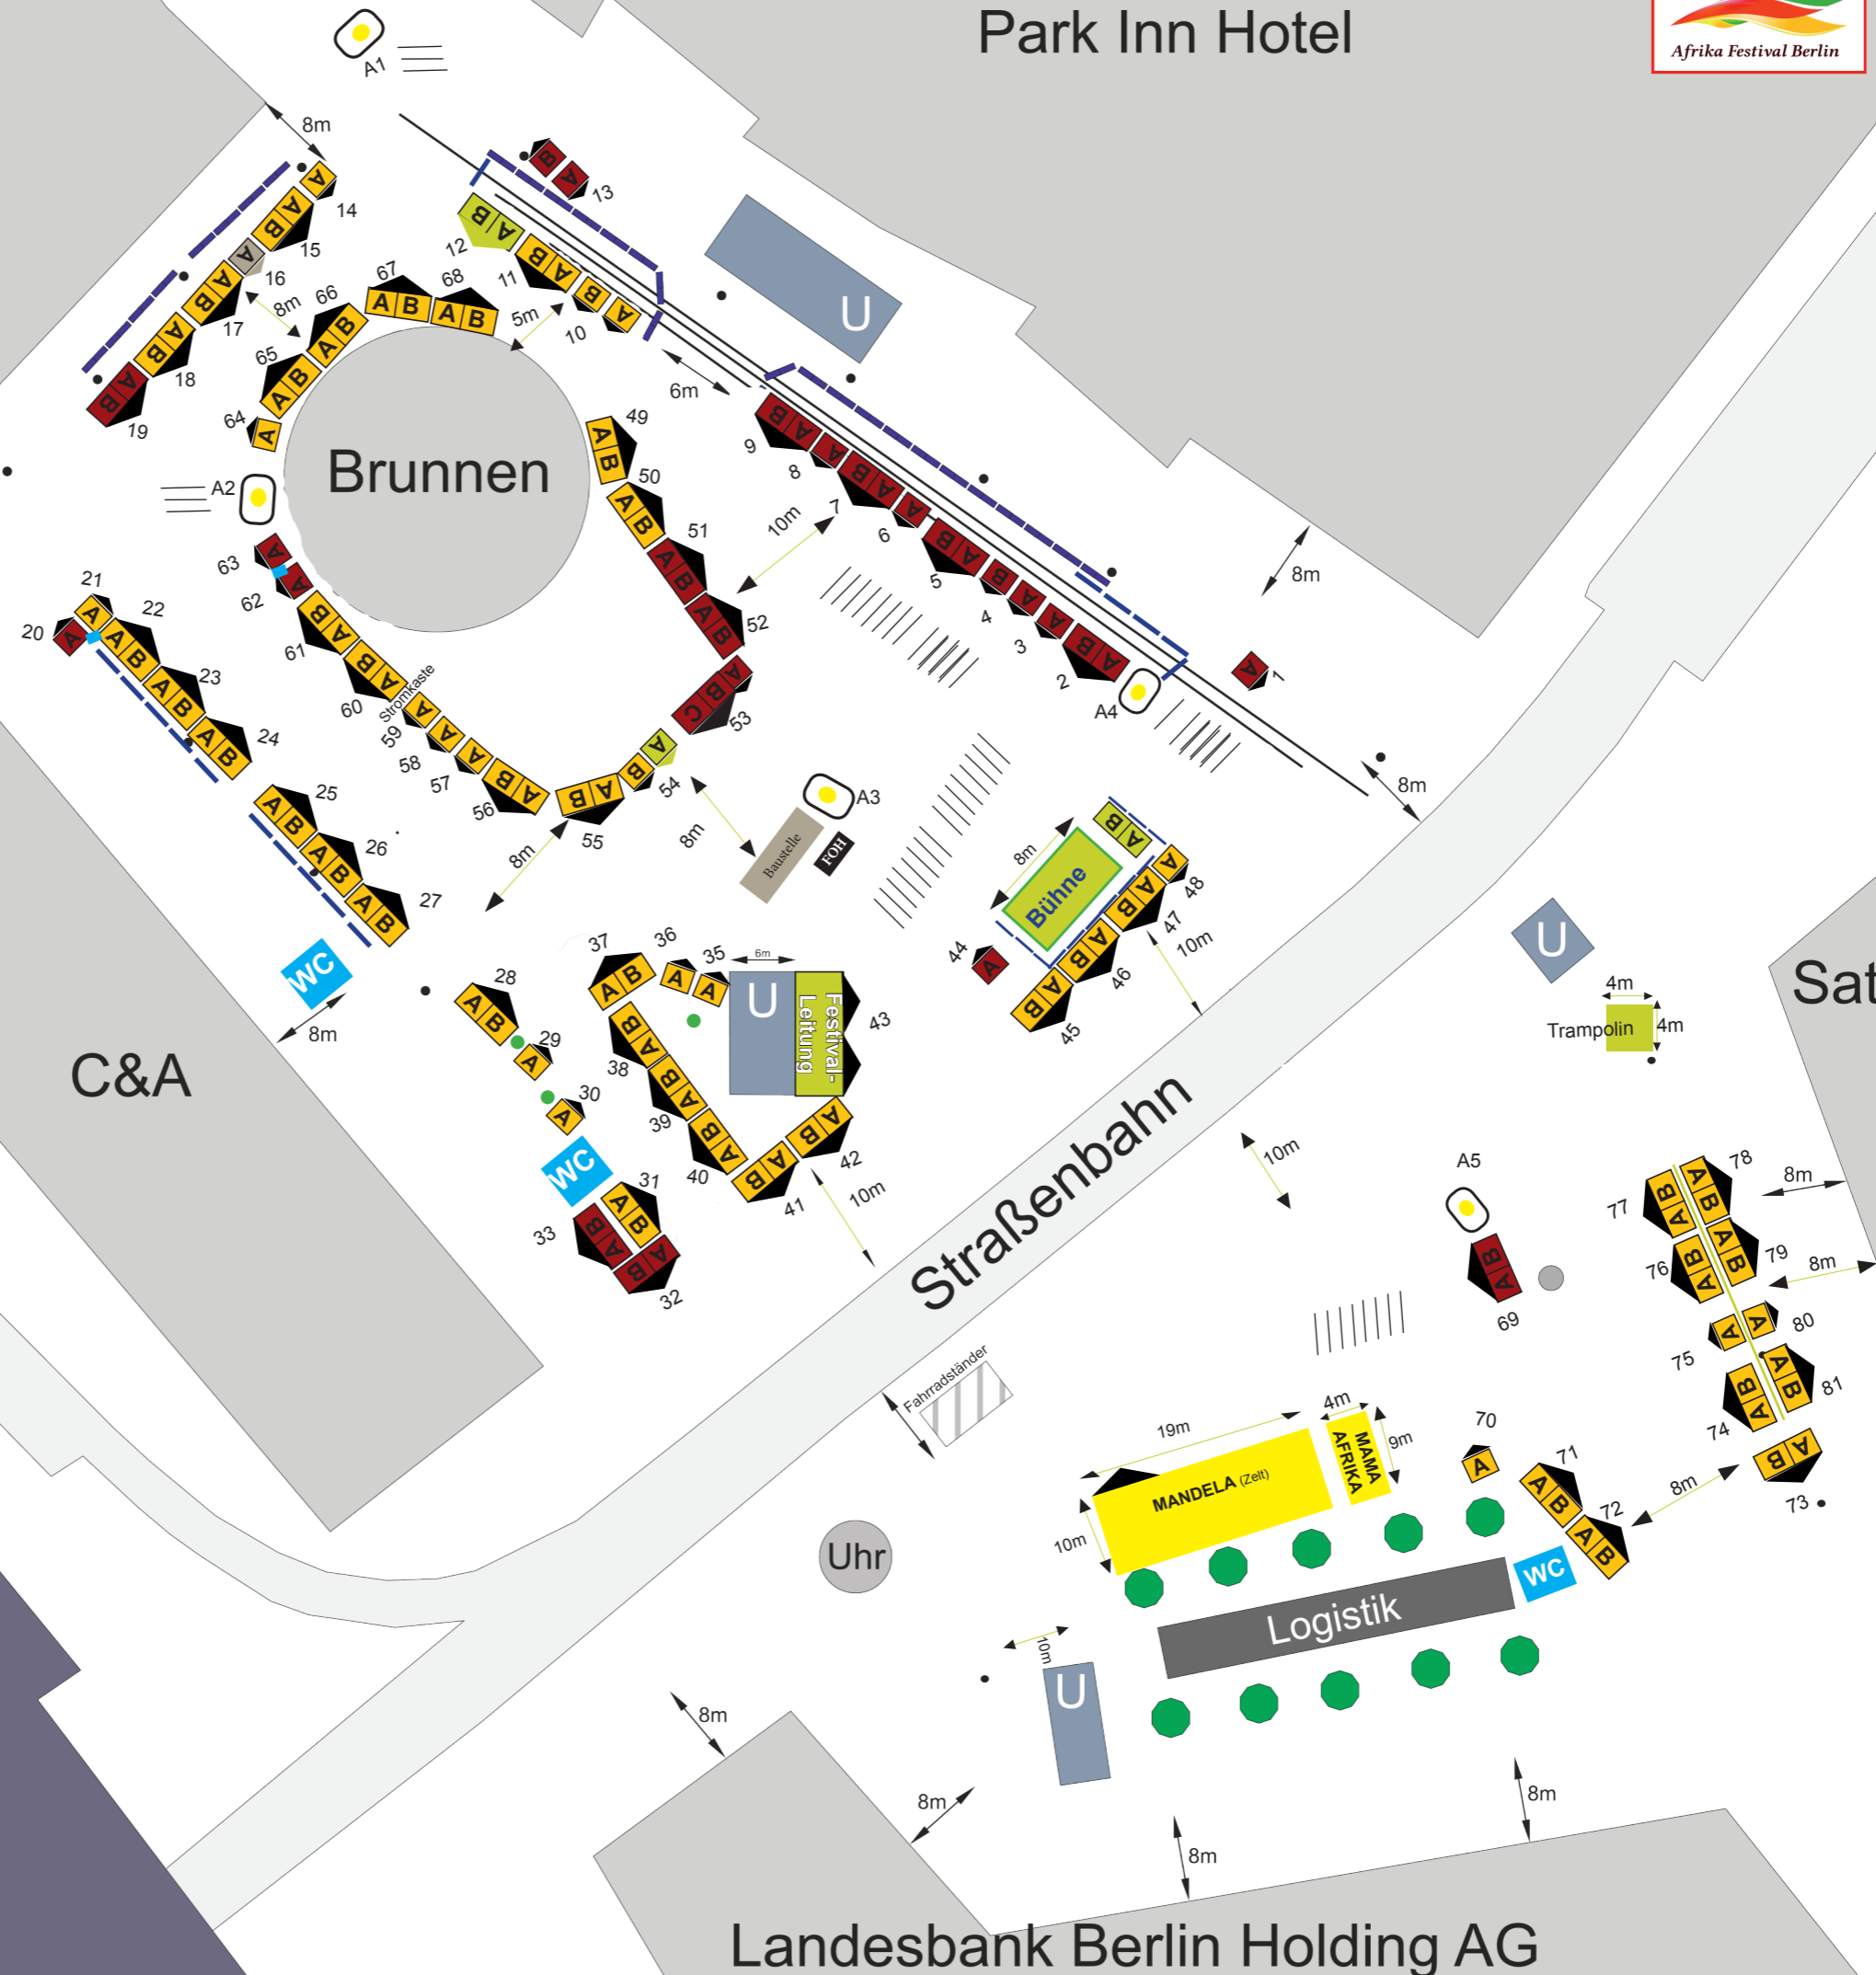 Park Inn Hotel
Afrika Festival Berlin
A1
8m
B
A
13
A
14
A
B
15
A
16
A
B
17
A
B
18
A
B
19
8m
B
A
12
B
A
11
B
A
10
5m
6m
U
67
A B
68
A B
66
A B
65
A B
64
A
A2
Brunnen
49
A
B
50
A
B
51
A
B
52
A
B
53
A
B
C
54
A
B
55
A
B
9
B
A
8
A
7
B
A
6
A
5
B
A
4
B
A
3
A
2
B
A
A4
1
A
10m
8m
8m
63
A
62
A
61
B
A
60
B
A
Stromkaste
59
A
58
A
57
A
56
B
A
20
A
21
A
22
A
B
23
A
B
24
A
B
25
A
B
26
A
B
27
A
B
8m
8m
A3
Baustelle
FOH
8m
Bühne
B
A
48
A
47
A
B
46
A
B
45
A
B
44
A
10m
WC
8m
C&A
28
A
B
29
A
30
A
WC
31
A
B
32
A
B
33
B
A
37
A B
36
A
35
A
6m
U
Festival-
Leitung
43
38
B
A
39
B
A
40
B
A
41
A
B
42
A
B
10m
Straßenbahn
U
Sat
4m
Trampolin
4m
10m
A5
69
B
A
77
B
A
78
A
B
76
B
A
79
A
B
75
A
80
A
74
B
A
81
A
B
73
A
B
8m
8m
8m
Fahrradständer
19m
10m
MANDELA (Zelt)
4m
MAMA
AFRIKA
9m
70
A
71
A
B
72
A
B
WC
Logistik
Uhr
10m
U
8m
8m
8m
8m
Landesbank Berlin Holding AG